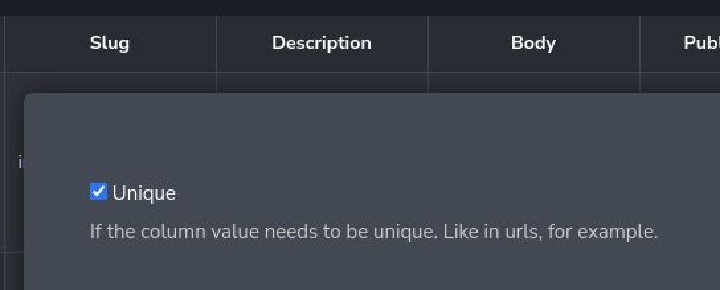 Slug Description Body Publ
Unique
If the column value needs to be unique. Like in urls, for example.